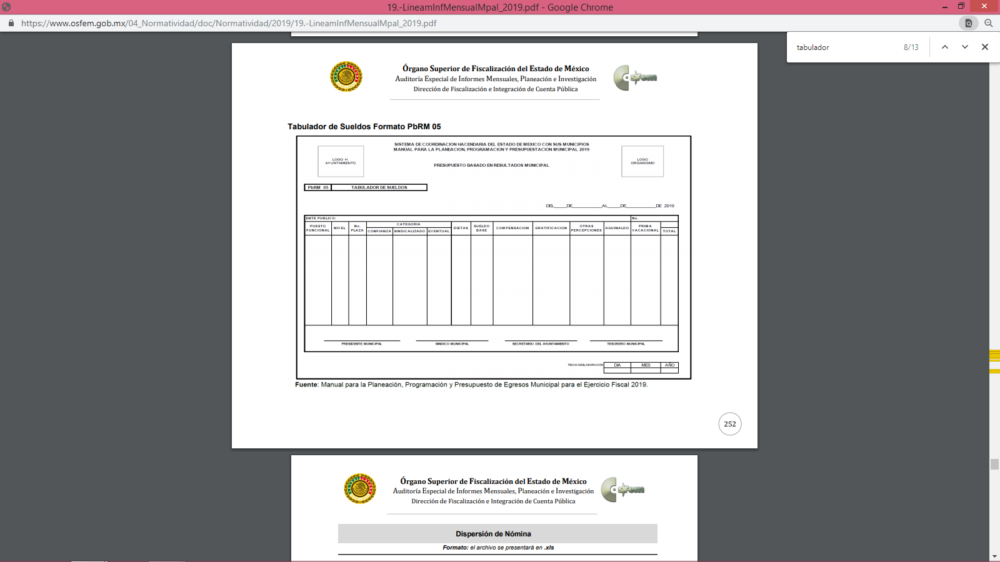 19.-LineamInfMensualMpal_2019.pdf - Google Chrome
https://www.osfem.gob.mx/04_Normatividad/doc/Normatividad/2019/19.-LineamInfMensualMpal_2019.pdf
tabulador 8/13
Órgano Superior de Fiscalización del Estado de México
Auditoría Especial de Informes Mensuales, Planeación e Investigación
Dirección de Fiscalización e Integración de Cuenta Pública
osfem
Tabulador de Sueldos Formato PbRM 05
SISTEMA DE COORDINACION HACENDARIA DEL ESTADO DE MEXICO CON SUS MUNICIPIOS
MANUAL PARA LA PLANEACION, PROGRAMACION Y PRESUPUESTACION MUNICIPAL 2019
LOGO H.
AYUNTAMIENTO
LOGO
ORGANISMO
PRESUPUESTO BASADO EN RESULTADOS MUNICIPAL
PbRM 05 TABULADOR DE SUELDOS
DEL_____DE____________AL_____DE____________DE 2019
ENTE PUBLICO: No.
PUESTO FUNCIONAL NIVEL No. PLAZA CATEGORIA DIETAS SUELDO BASE COMPENSACION GRATIFICACION OTRAS PERCEPCIONES AGUINALDO PRIMA VACACIONAL TOTAL
CONFIANZA SINDICALIZADO EVENTUAL
PRESIDENTE MUNICIPAL SINDICO MUNICIPAL SECRETARIO DEL AYUNTAMIENTO TESORERO MUNICIPAL
FECHA DE ELABORACIÓN DIA MES AÑO
Fuente: Manual para la Planeación, Programación y Presupuesto de Egresos Municipal para el Ejercicio Fiscal 2019.
252
Órgano Superior de Fiscalización del Estado de México
Auditoría Especial de Informes Mensuales, Planeación e Investigación
Dirección de Fiscalización e Integración de Cuenta Pública
osfem
Dispersión de Nómina
Formato: el archivo se presentará en .xls